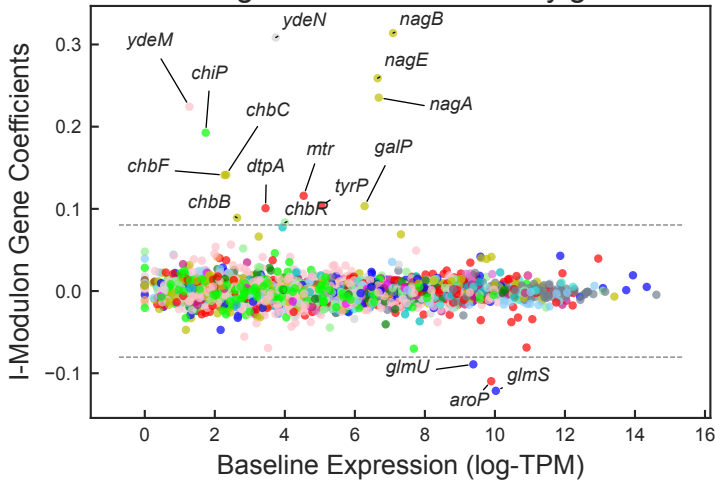 ydeN
nagB
ydeM
nagE
chiP
chbC
nagA
mtr
galP
chbF
dtpA
tyrP
chbB
chbR
glmU
glmS
aroP
0.3
0.2
0.1
0.0
−0.1
I-Modulon Gene Coefficients
0 2 4 6 8 10 12 14 16
Baseline Expression (log-TPM)